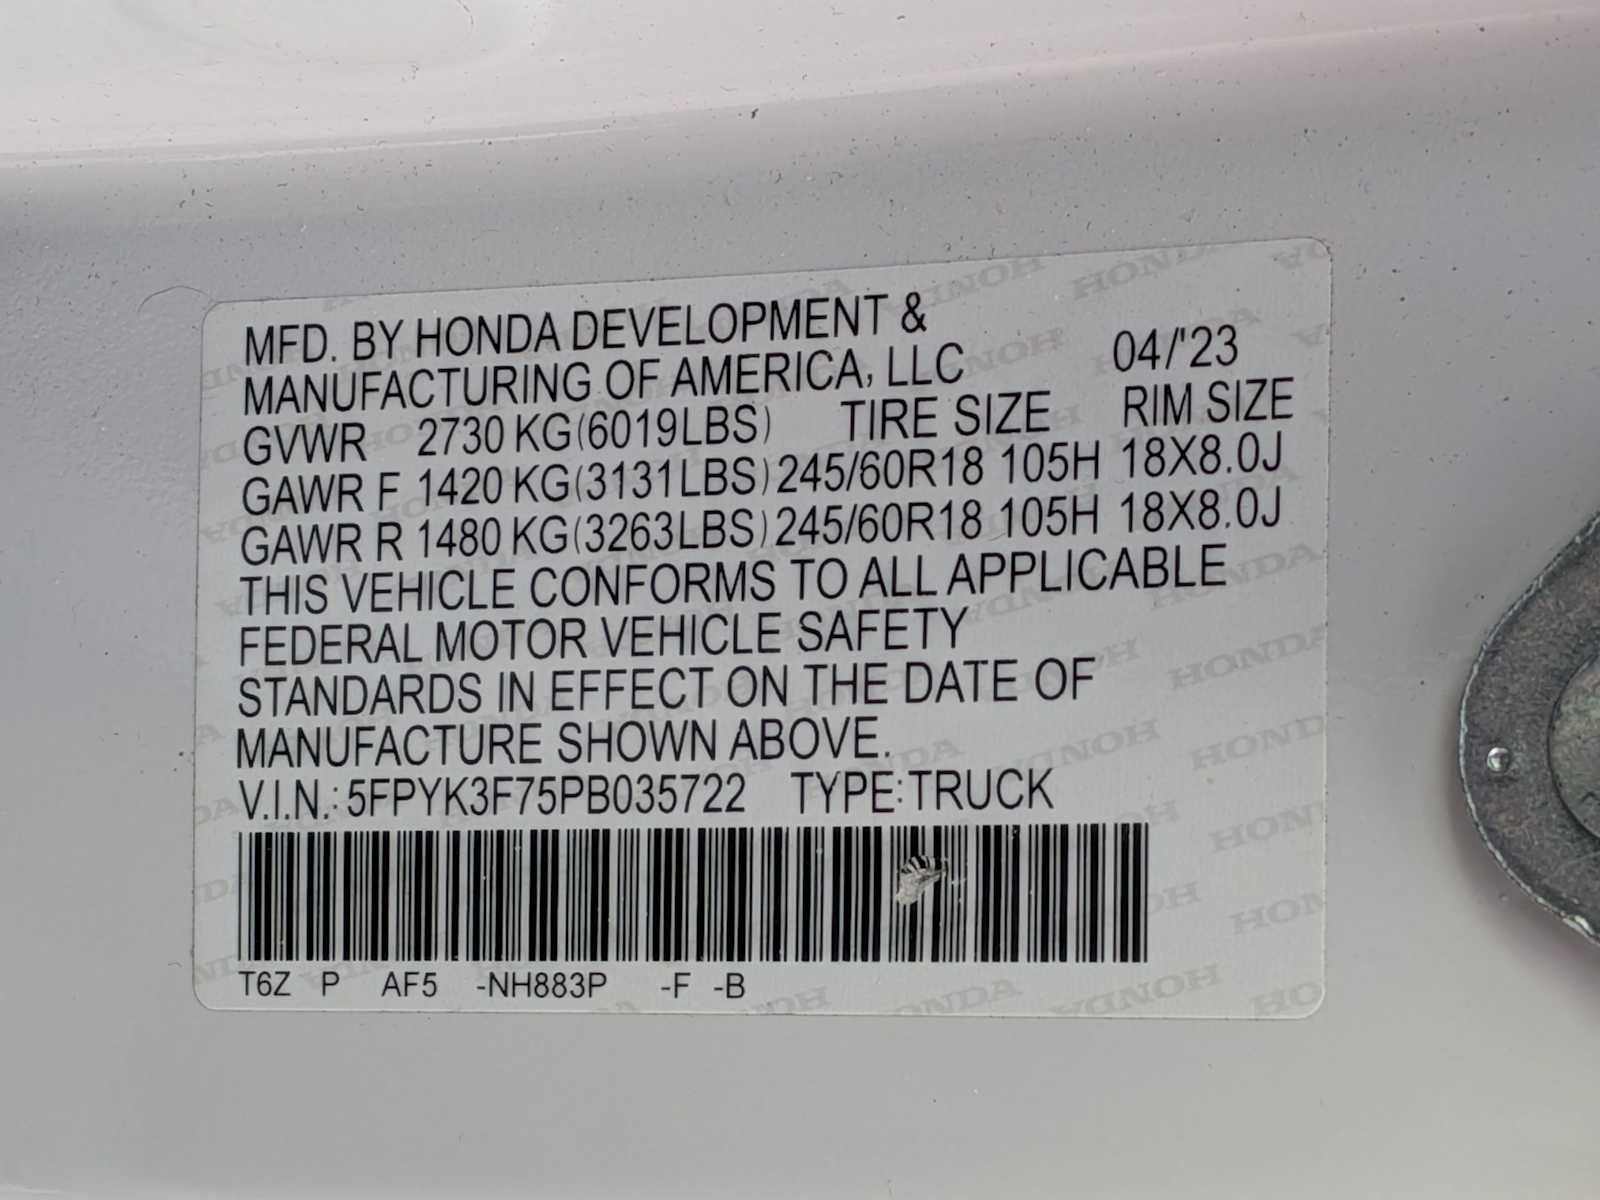 MFD. BY HONDA DEVELOPMENT &
MANUFACTURING OF AMERICA, LLC 04/'23
GVWR 2730 KG(6019LBS) TIRE SIZE RIM SIZE
GAWR F 1420 KG(3131LBS) 245/60R18 105H 18X8.0J
GAWR R 1480 KG(3263LBS) 245/60R18 105H 18X8.0J
THIS VEHICLE CONFORMS TO ALL APPLICABLE
FEDERAL MOTOR VEHICLE SAFETY
STANDARDS IN EFFECT ON THE DATE OF
MANUFACTURE SHOWN ABOVE.
V.I.N.: 5FPYK3F75PB035722 TYPE: TRUCK
T6Z P AF5 -NH883P -F -B